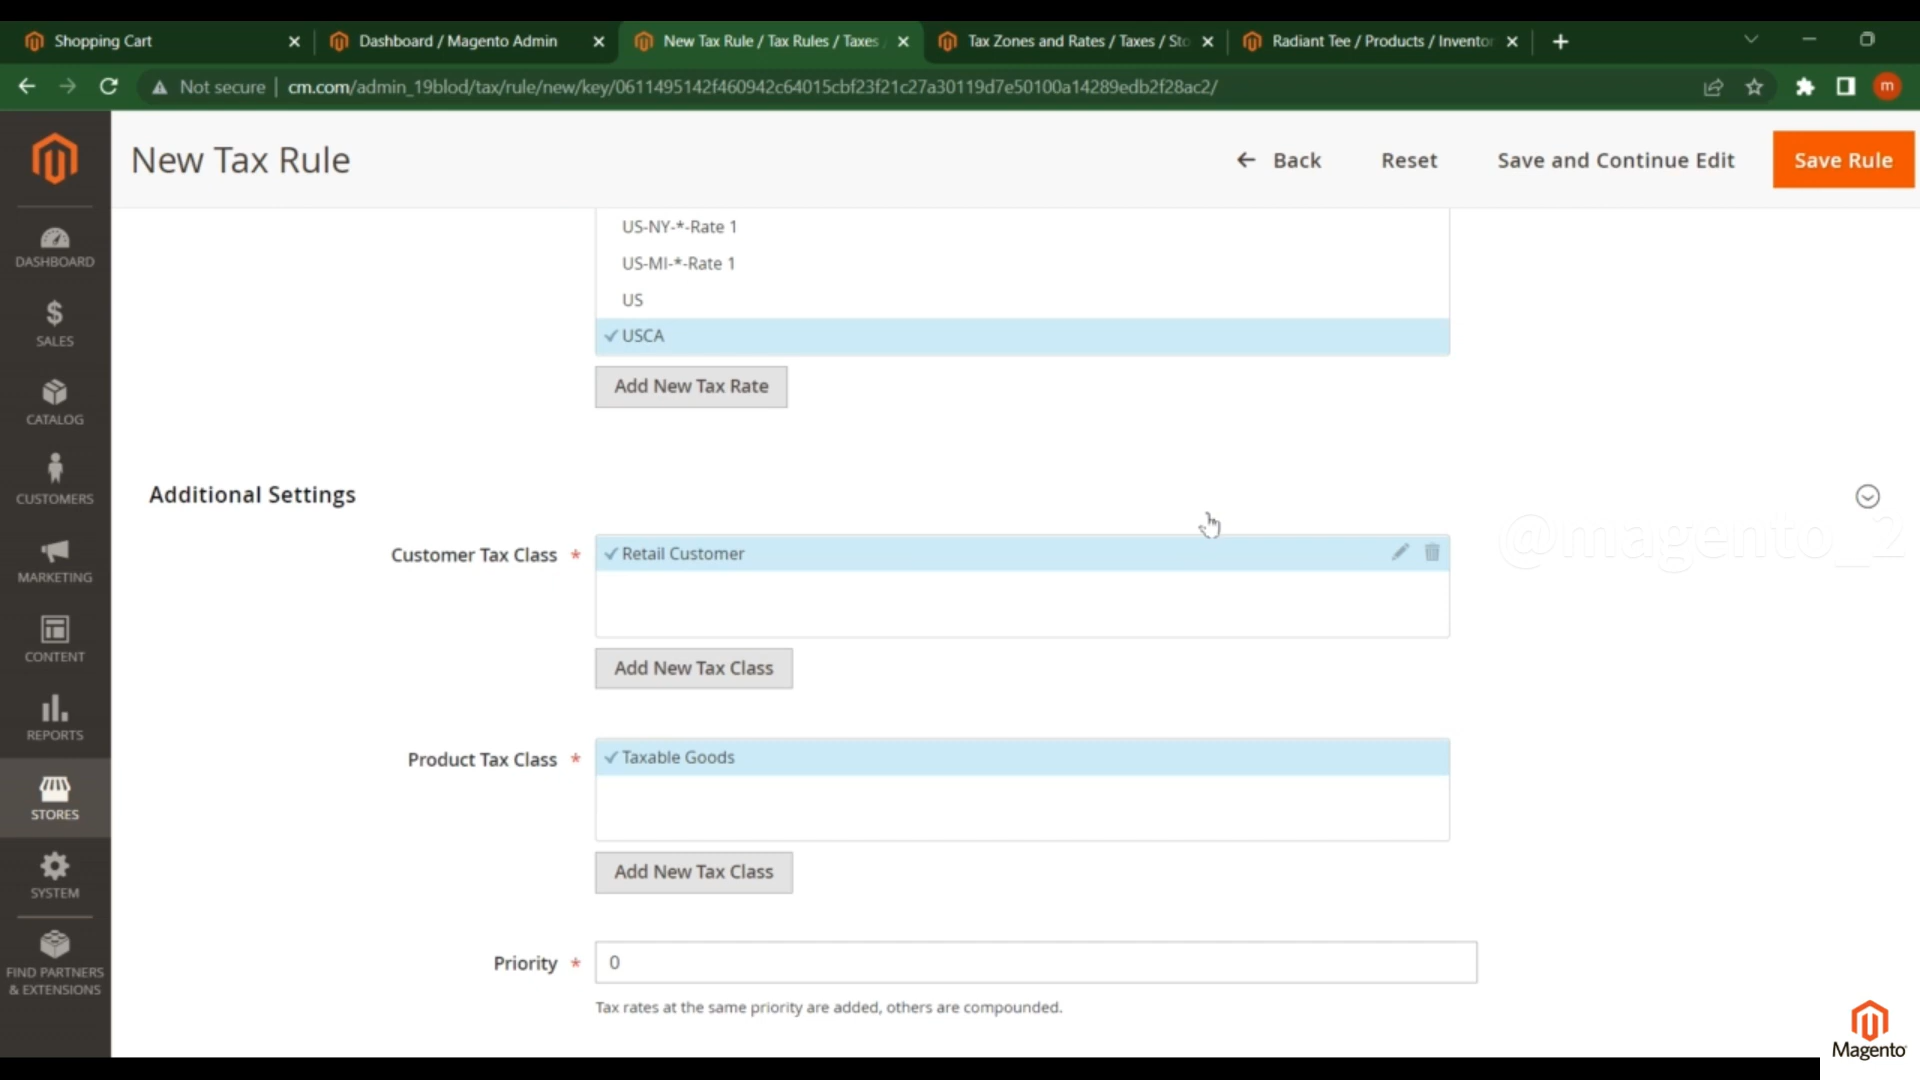 Shopping Cart
Dashboard / Magento Admin
New Tax Rule / Tax Rules / Taxes /
Tax Zones and Rates / Taxes / Sto
Radiant Tee / Products / Inventor
Not secure
cm.com/admin_19blod/tax/rule/new/key/0611495142f460942c64015cbf23f21c27a30119d7e50100a14289edb2f28ac2/
m
New Tax Rule
Back
Reset
Save and Continue Edit
Save Rule
DASHBOARD
SALES
CATALOG
CUSTOMERS
MARKETING
CONTENT
REPORTS
STORES
SYSTEM
FIND PARTNERS
& EXTENSIONS
US-NY-*-Rate 1
US-MI-*-Rate 1
US
USCA
Add New Tax Rate
Additional Settings
@magento_2
Customer Tax Class *
Retail Customer
Add New Tax Class
Product Tax Class *
Taxable Goods
Add New Tax Class
Priority *
0
Tax rates at the same priority are added, others are compounded.
Magento